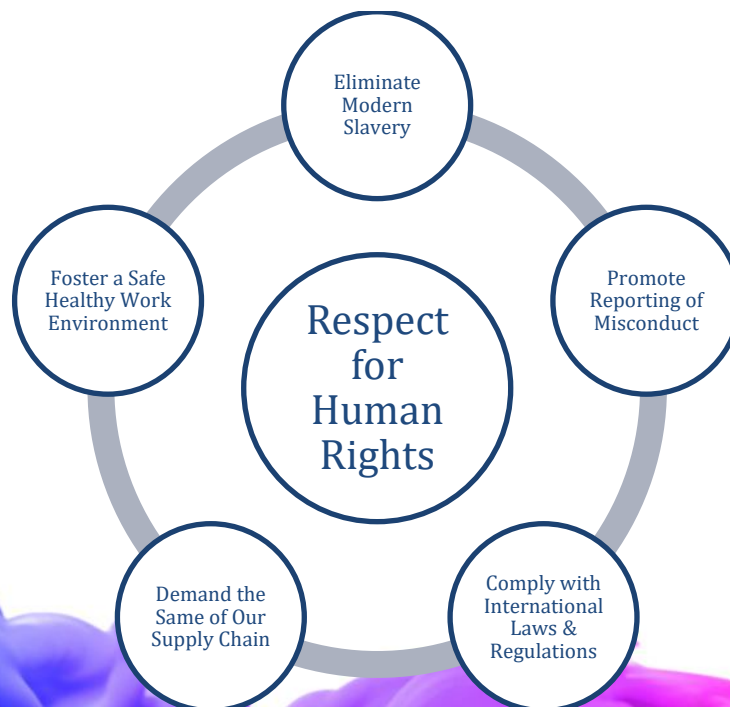 Eliminate
Modern
Slavery
Promote
Reporting of
Misconduct
Comply with
International
Laws &
Regulations
Demand the
Same of Our
Supply Chain
Foster a Safe
Healthy Work
Environment
Respect
for
Human
Rights